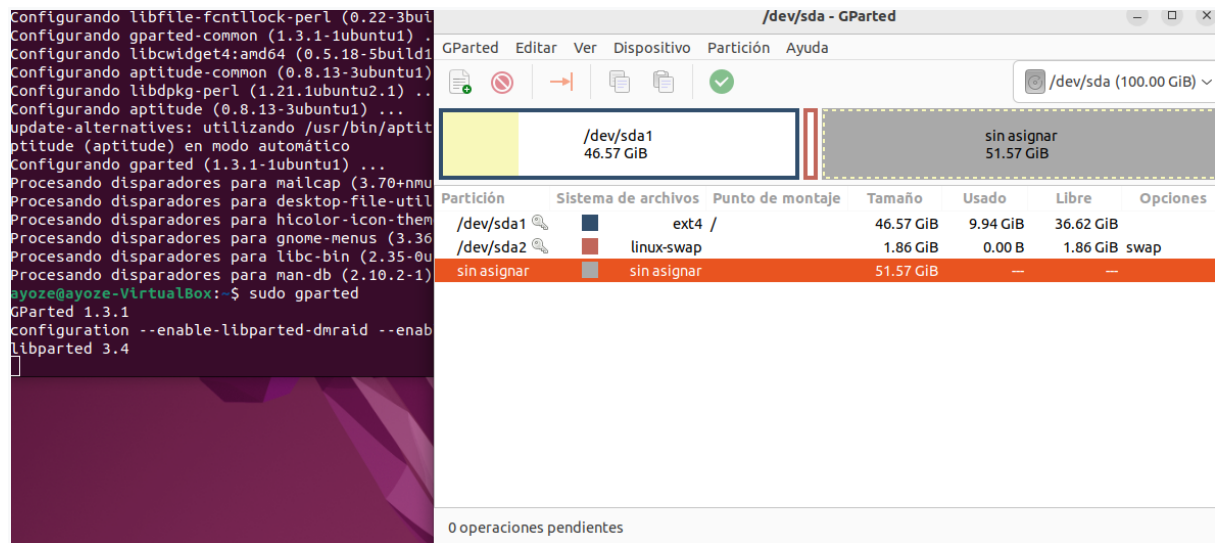 Configurando libfile-fcntllock-perl (0.22-3bui
Configurando gparted-common (1.3.1-1ubuntu1) .
Configurando libcwidget4:amd64 (0.5.18-5build1
Configurando aptitude-common (0.8.13-3ubuntu1)
Configurando libdpkg-perl (1.21.1ubuntu2.1) ..
Configurando aptitude (0.8.13-3ubuntu1) ...
update-alternatives: utilizando /usr/bin/aptit
ptitude (aptitude) en modo automático
Configurando gparted (1.3.1-1ubuntu1) ...
Procesando disparadores para mailcap (3.70+nmu
Procesando disparadores para desktop-file-util
Procesando disparadores para hicolor-icon-them
Procesando disparadores para gnome-menus (3.36
Procesando disparadores para libc-bin (2.35-0u
Procesando disparadores para man-db (2.10.2-1)
ayoze@ayoze-VirtualBox:~$ sudo gparted
GParted 1.3.1
configuration --enable-libparted-dmraid --enab
libparted 3.4
/dev/sda - GParted
GParted Editar Ver Dispositivo Partición Ayuda
/dev/sda (100.00 GiB)
/dev/sda1
46.57 GiB
sin asignar
51.57 GiB
Partición Sistema de archivos Punto de montaje Tamaño Usado Libre Opciones
/dev/sda1 ext4 / 46.57 GiB 9.94 GiB 36.62 GiB
/dev/sda2 linux-swap 1.86 GiB 0.00 B 1.86 GiB swap
sin asignar sin asignar 51.57 GiB --- ---
0 operaciones pendientes